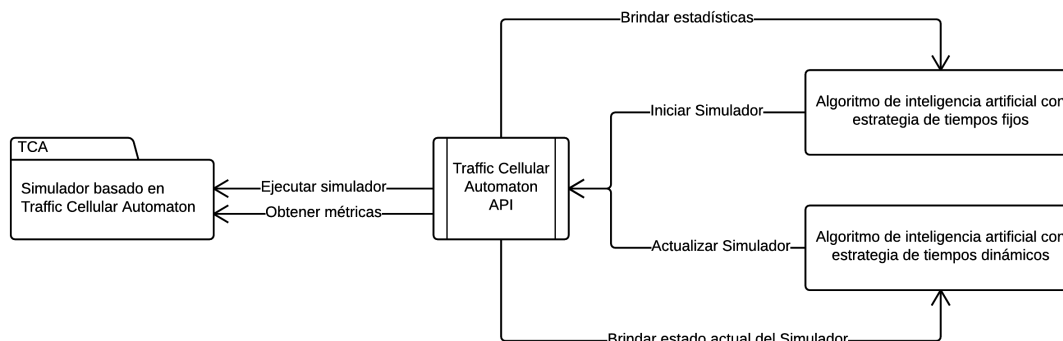 Brindar estadísticas
Algoritmo de inteligencia artificial con
estrategia de tiempos fijos
Iniciar Simulador
TCA
Simulador basado en
Traffic Cellular Automaton
Ejecutar simulador
Obtener métricas
Traffic Cellular
Automaton
API
Actualizar Simulador
Algoritmo de inteligencia artificial con
estrategia de tiempos dinámicos
Brindar estado actual del Simulador